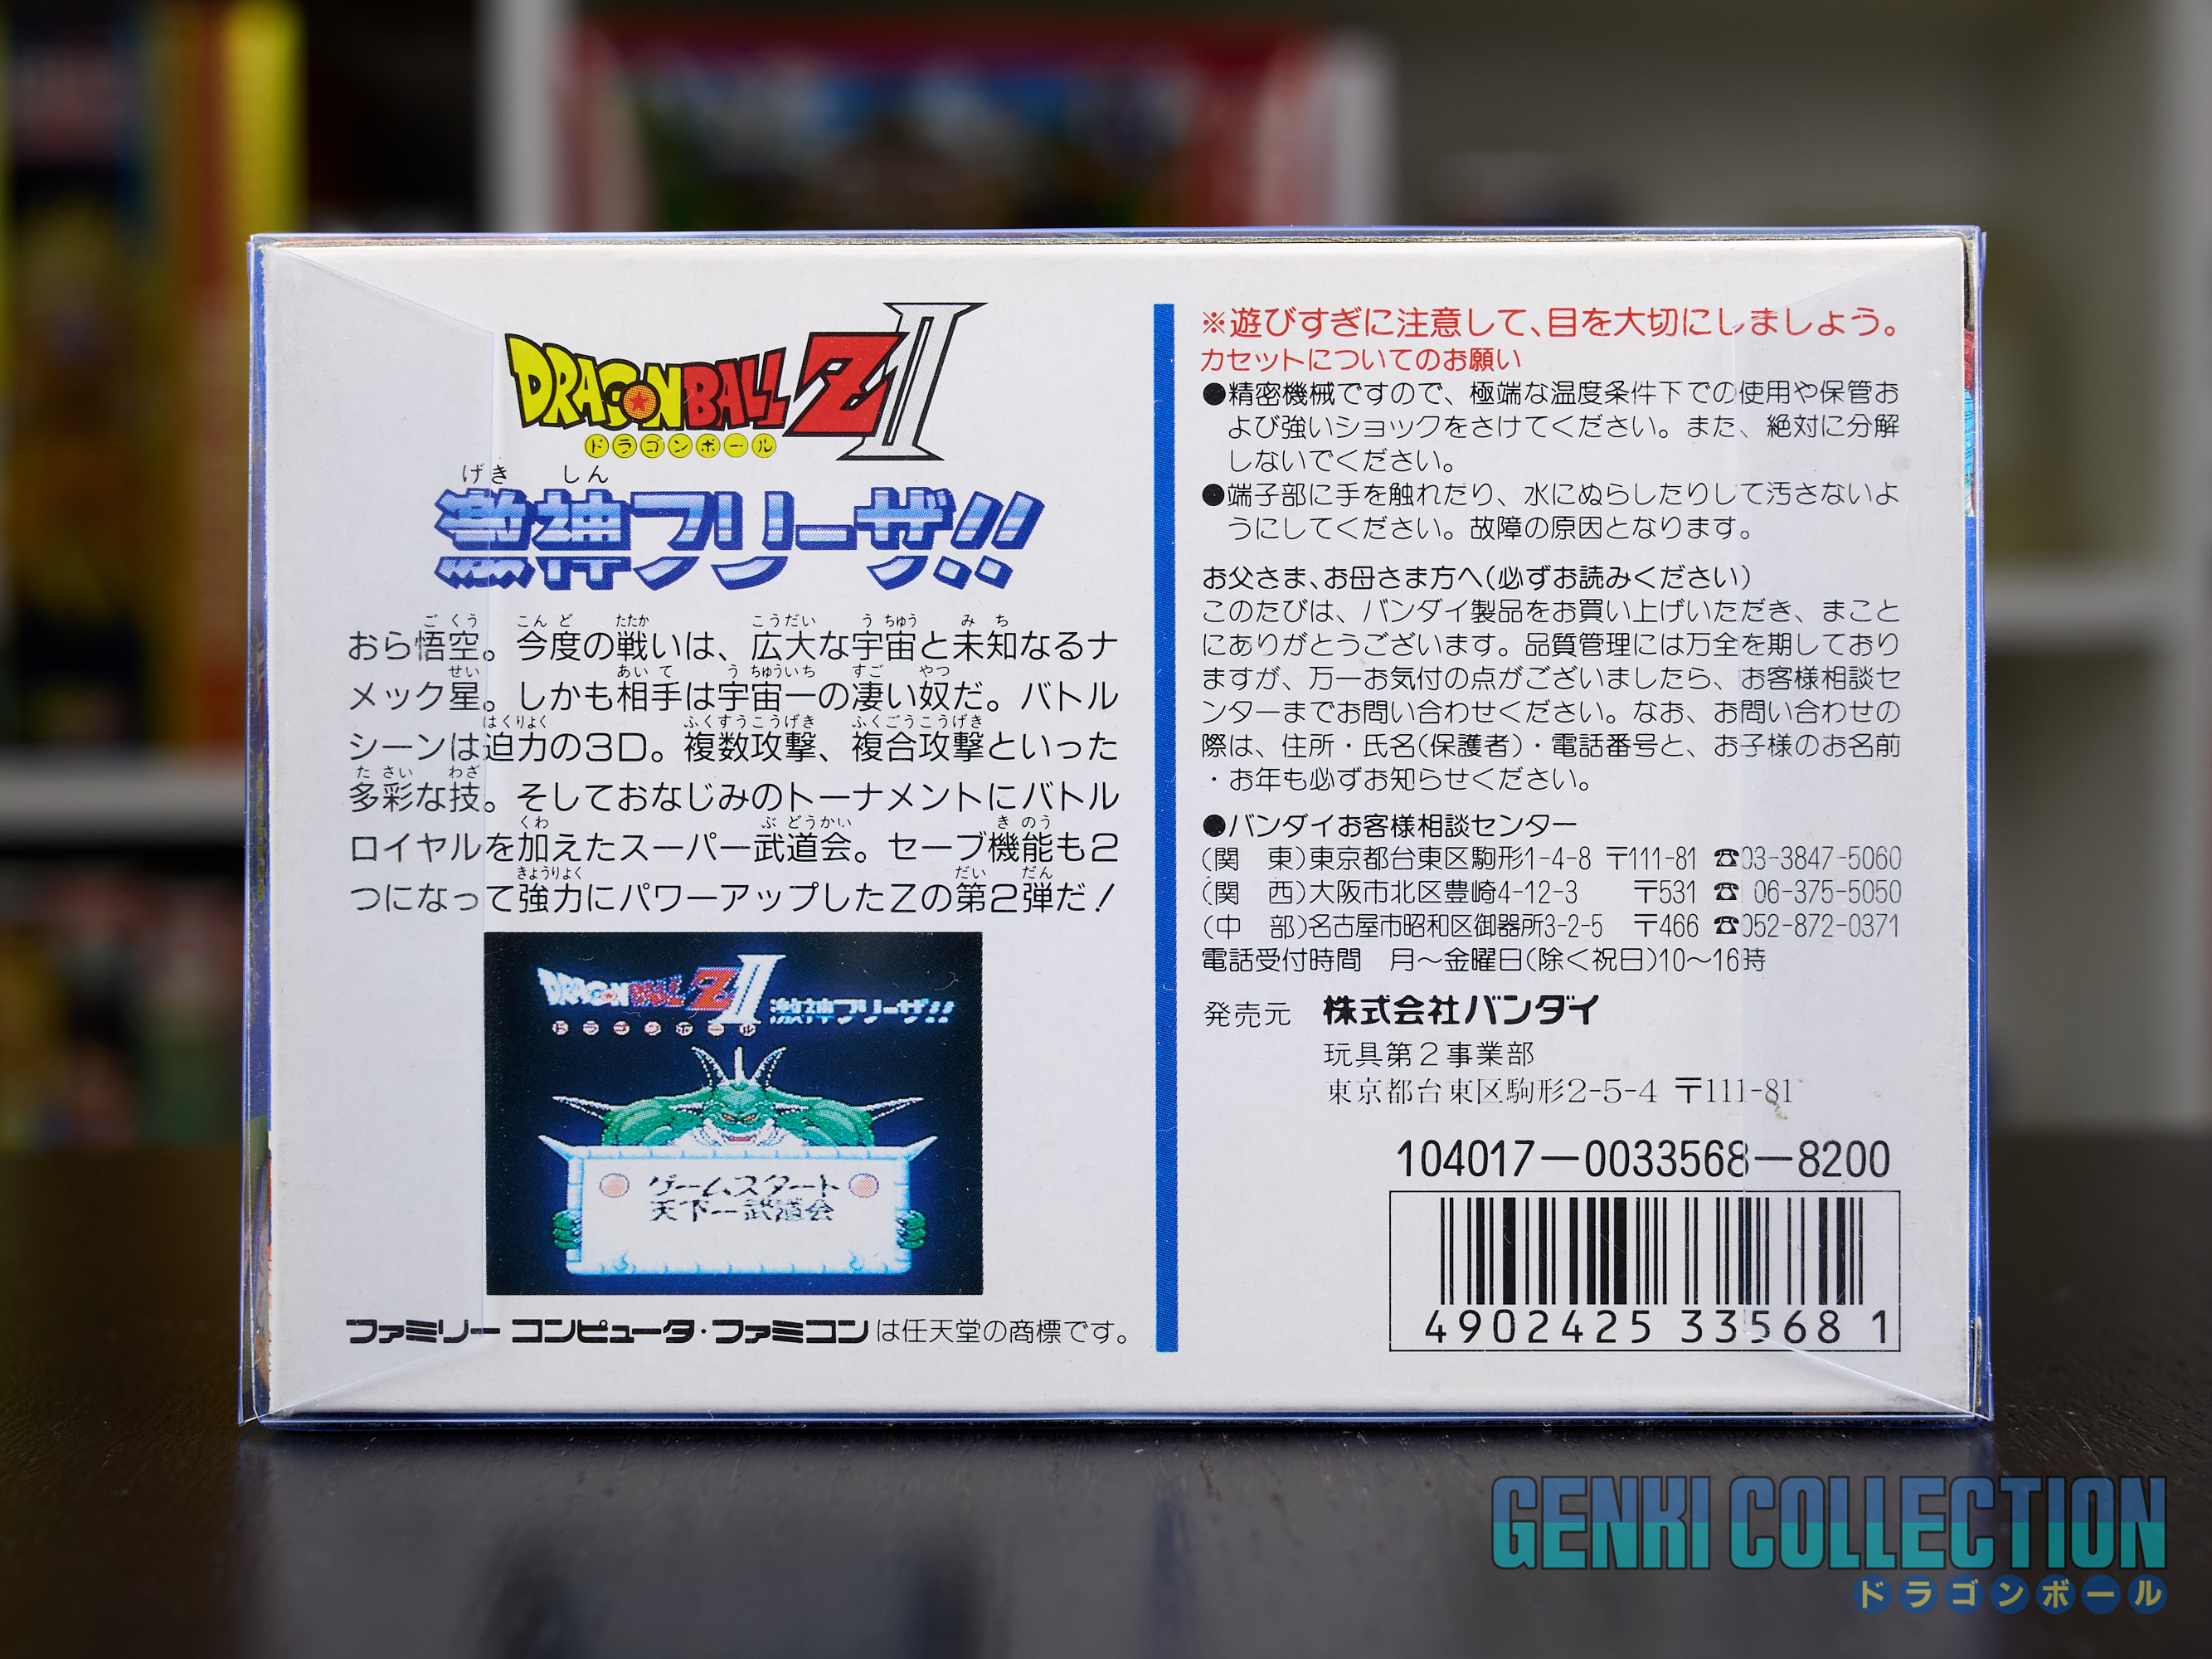 DRAGON BALL Z II
ドラゴンボール
げき しん
激神フリーザ!!
ご くう こん ど たたか こうだい う ちゅう み ち
おら悟空。今度の戦いは、広大な宇宙と未知なるナ
せい あい て う ちゅういち すご やつ
メック星。しかも相手は宇宙一の凄い奴だ。バトル
はくりょく ふくすうこうげき ふくごうこうげき
シーンは迫力の3D。複数攻撃、複合攻撃といった
た さい わざ
多彩な技。そしておなじみのトーナメントにバトル
くわ ぶ どうかい き のう
ロイヤルを加えたスーパー武道会。セーブ機能も2
きょうりょく だい だん
つになって強力にパワーアップしたZの第2弾だ!
DRAGON BALL Z II
激神フリーザ!!
ドラゴンボール
ゲームスタート
天下一武道会
ファミリー コンピュータ・ファミコン は任天堂の商標です。
※遊びすぎに注意して、目を大切にしましょう。
カセットについてのお願い
●精密機械ですので、極端な温度条件下での使用や保管お
よび強いショックをさけてください。また、絶対に分解
しないでください。
●端子部に手を触れたり、水にぬらしたりして汚さないよ
うにしてください。故障の原因となります。
お父さま、お母さま方へ(必ずお読みください)
このたびは、バンダイ製品をお買い上げいただき、まこと
にありがとうございます。品質管理には万全を期しており
ますが、万一お気付の点がございましたら、お客様相談セ
ンターまでお問い合わせください。なお、お問い合わせの
際は、住所・氏名(保護者)・電話番号と、お子様のお名前
・お年も必ずお知らせください。
●バンダイお客様相談センター
(関 東)東京都台東区駒形1-4-8 〒111-81 ☎03-3847-5060
(関 西)大阪市北区豊崎4-12-3 〒531 ☎ 06-375-5050
(中 部)名古屋市昭和区御器所3-2-5 〒466 ☎052-872-0371
電話受付時間 月〜金曜日(除く祝日)10〜16時
発売元 株式会社バンダイ
玩具第2事業部
東京都台東区駒形2-5-4 〒111-81
104017-0033568-8200
4902425 335681
GENKI COLLECTION
ドラゴンボール